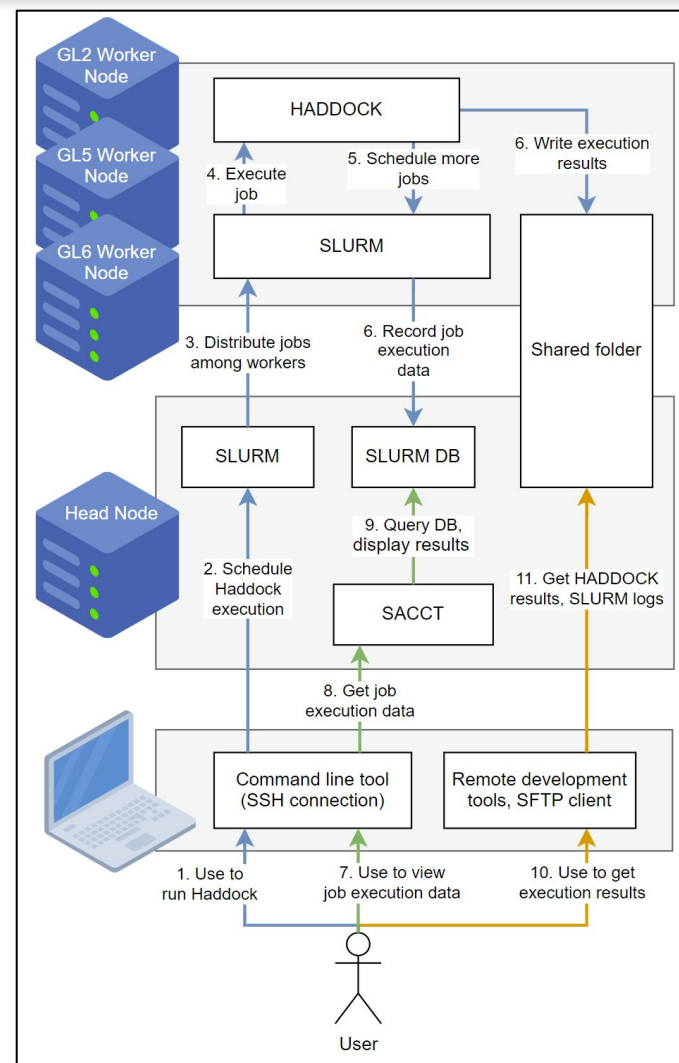 GL2 Worker
Node
HADDOCK
4. Execute
job
5. Schedule more
jobs
6. Write execution
results
GL5 Worker
Node
GL6 Worker
Node
SLURM
3. Distribute jobs
among workers
6. Record job
execution
data
Shared folder
SLURM
SLURM DB
Head Node
9. Query DB,
display results
2. Schedule
Haddock
execution
11. Get HADDOCK
results, SLURM logs
SACCT
8. Get job
execution data
Command line tool
(SSH connection)
Remote development
tools, SFTP client
1. Use to
run Haddock
7. Use to view
job execution data
10. Use to get
execution results
User